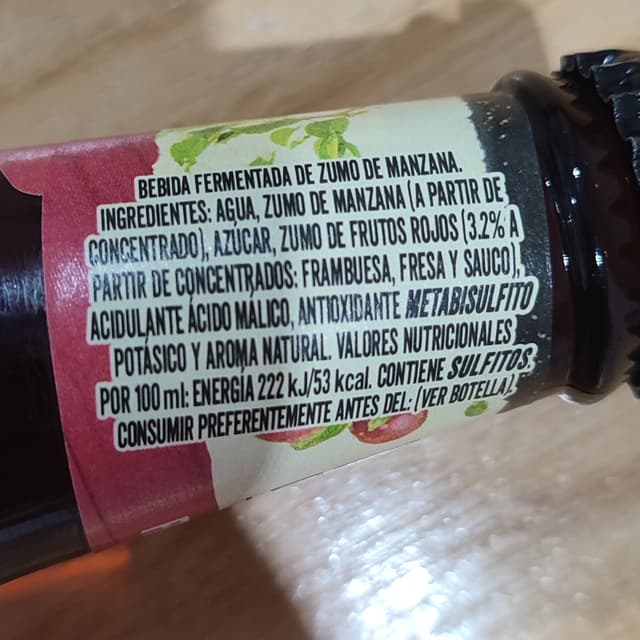 BEBIDA FERMENTADA DE ZUMO DE MANZANA.
INGREDIENTES: AGUA, ZUMO DE MANZANA (A PARTIR DE
CONCENTRADO), AZÚCAR, ZUMO DE FRUTOS ROJOS (3.2% A
PARTIR DE CONCENTRADOS: FRAMBUESA, FRESA Y SAUCO),
ACIDULANTE ÁCIDO MÁLICO, ANTIOXIDANTE METABISULFITO
POTÁSICO Y AROMA NATURAL. VALORES NUTRICIONALES
POR 100 ml: ENERGÍA 222 kJ/53 kcal. CONTIENE SULFITOS.
CONSUMIR PREFERENTEMENTE ANTES DEL: (VER BOTELLA).